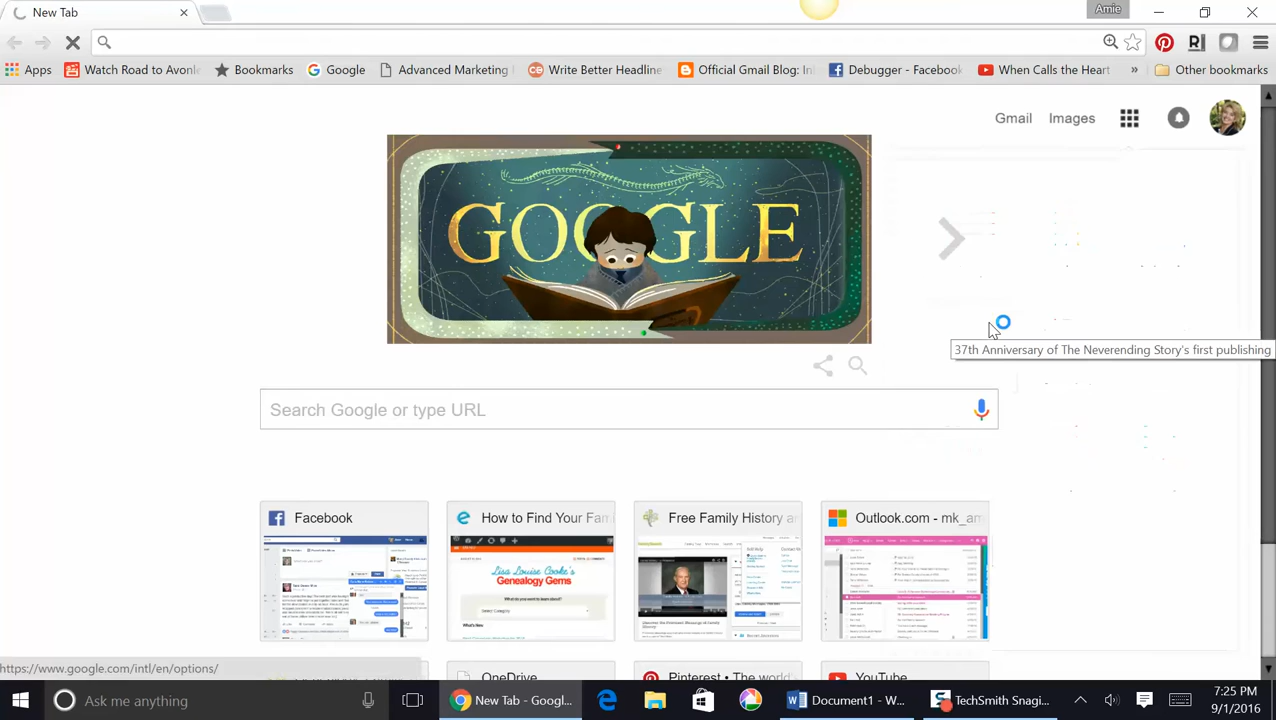 New Tab
Amie
Apps
Watch Road to Avonle
Bookmarks
Google
Advanced Marketing
Write Better Headline
Official Gmail Blog: In
Debugger - Facebook
When Calls the Heart
»
Other bookmarks
Gmail Images
GOOGLE
37th Anniversary of The Neverending Story's first publishing
Search Google or type URL
Facebook
How to Find Your Fam
Free Family History a
Outlook.com - mk_am
Lisa Louise Cooke's
Genealogy Gems
https://www.google.com/intl/en/options/
OneDrive
Pinterest • The world
YouTube
Ask me anything
New Tab - Googl...
Document1 - W...
TechSmith Snagi...
7:25 PM
9/1/2016